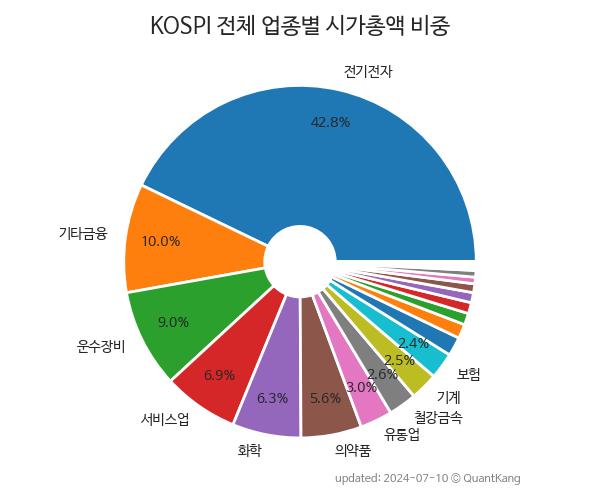 KOSPI 전체 업종별 시가총액 비중
전기전자
42.8%
기타금융
10.0%
운수장비
9.0%
서비스업
6.9%
화학
6.3%
의약품
5.6%
유통업
3.0%
철강금속
2.6%
기계
2.5%
보험
2.4%
updated: 2024-07-10 © QuantKang